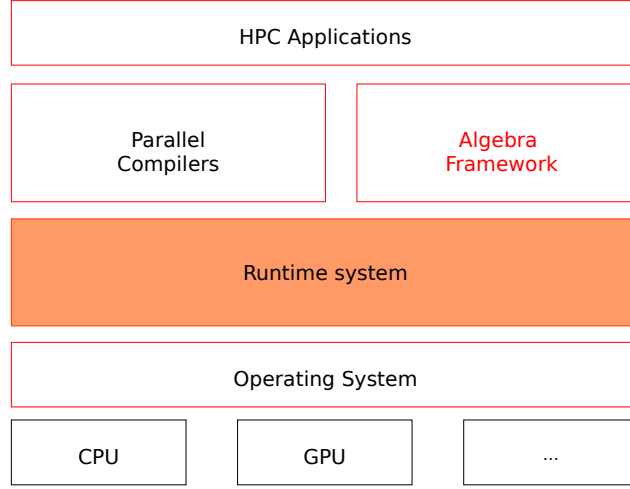 HPC Applications
Parallel
Compilers
Algebra
Framework
Runtime system
Operating System
CPU
GPU
...